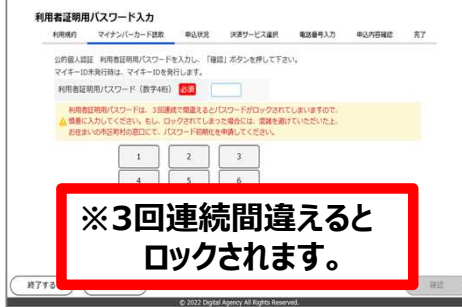 利用者証明用パスワード入力
利用規約 マイナンバーカード読取 申込状況 決済サービス選択 電話番号入力 申込内容確認 完了
公的個人認証 利用者証明用パスワードを入力し、「確認」ボタンを押して下さい。
マイキーID未発行時は、マイキーIDを発行します。
利用者証明用パスワード（数字4桁） 必須
利用者証明用パスワードは、3回連続で間違えるとパスワードがロックされてしまいますので、
慎重に入力してください。もし、ロックされてしまった場合には、混雑を避けていただいた上、
お住まいの市区町村の窓口にて、パスワード初期化を申請してください。
1 2 3
4 5 6
※3回連続間違えると
ロックされます。
終了する 確認
© 2022 Digital Agency All Rights Reserved.